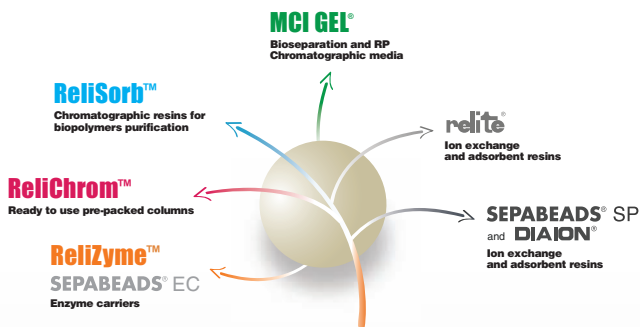 MCI GEL®
Bioseparation and RP
Chromatographic media
ReliSorb™
Chromatographic resins for
biopolymers purification
relite®
Ion exchange
and adsorbent resins
ReliChrom™
Ready to use pre-packed columns
SEPABEADS® SP
and DIAION®
Ion exchange
and adsorbent resins
ReliZyme™
SEPABEADS® EC
Enzyme carriers